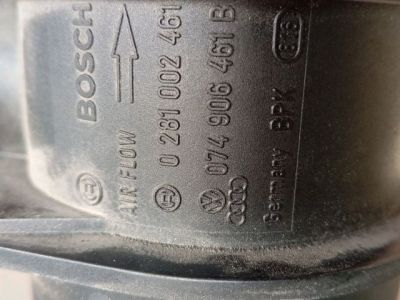 BOSCH
AIR FLOW
0 281 002 461
074 906 461 B
Germany BPK